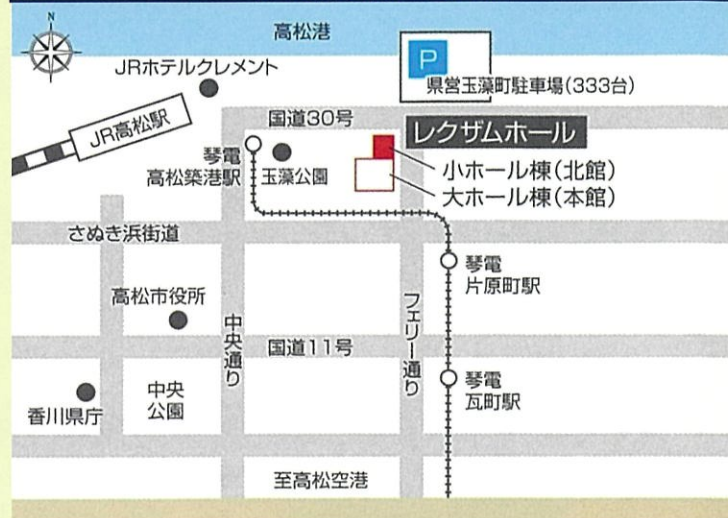 N
高松港
JRホテルクレメント
P
県営玉藻町駐車場(333台)
JR高松駅
国道30号
レクザムホール
琴電
高松築港駅
玉藻公園
小ホール棟(北館)
大ホール棟(本館)
さぬき浜街道
琴電
片原町駅
高松市役所
中央通り
フェリー通り
国道11号
琴電
瓦町駅
香川県庁
中央
公園
至高松空港